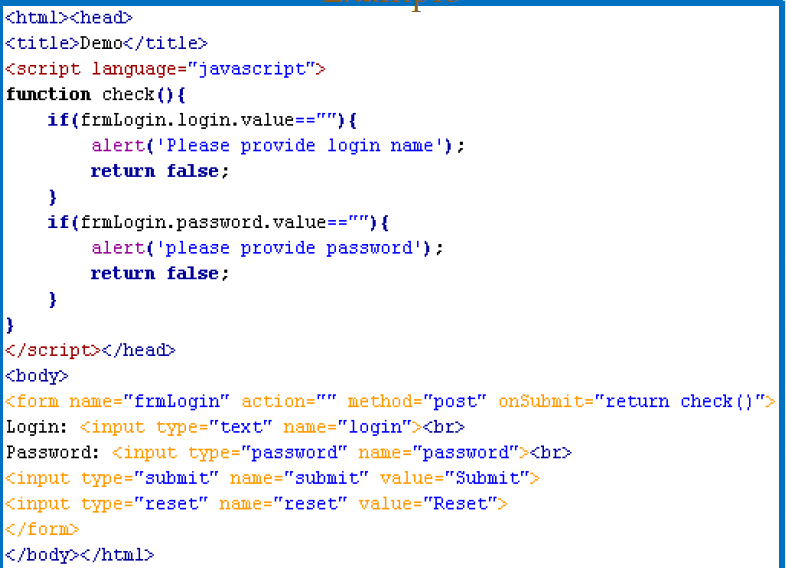 <html><head>
<title>Demo</title>
<script language="javascript">
function check(){
    if(frmLogin.login.value==""){
        alert('Please provide login name');
        return false;
    }
    if(frmLogin.password.value==""){
        alert('please provide password');
        return false;
    }
}
</script></head>
<body>
<form name="frmLogin" action="" method="post" onSubmit="return check()">
Login: <input type="text" name="login"><br>
Password: <input type="password" name="password"><br>
<input type="submit" name="submit" value="Submit">
<input type="reset" name="reset" value="Reset">
</form>
</body></html>